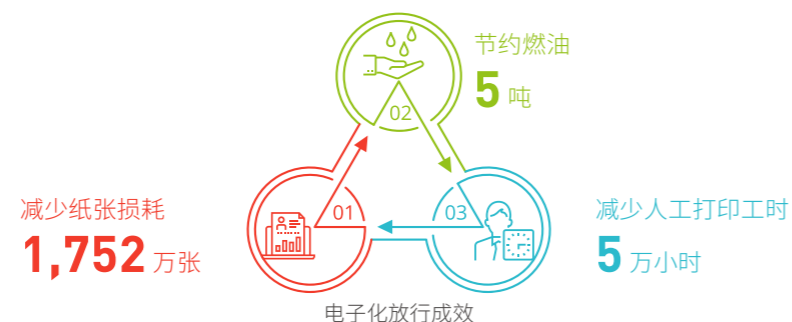 节约燃油
5 吨
02
减少纸张损耗
1,752 万张
01
03
减少人工打印工时
5 万小时
电子化放行成效